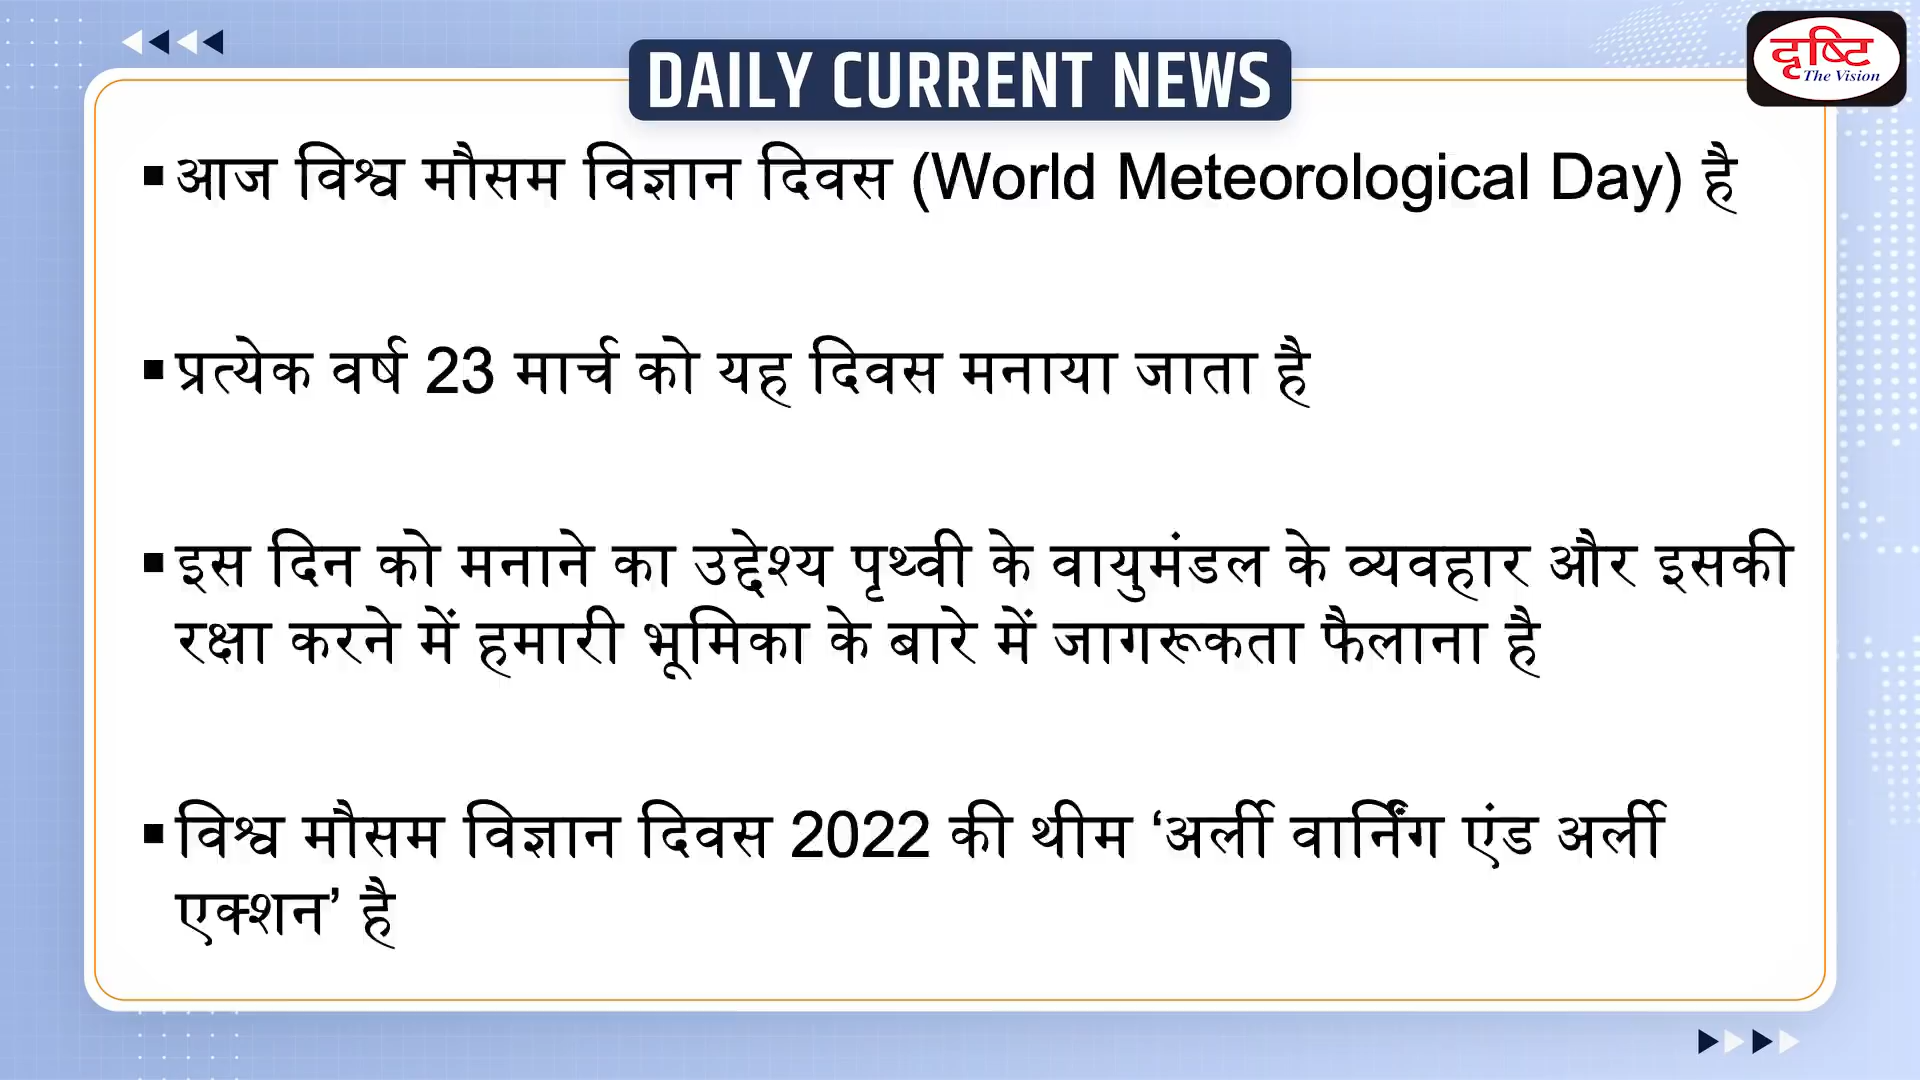 DAILY CURRENT NEWS
दृष्टि
The Vision
▪ आज विश्व मौसम विज्ञान दिवस (World Meteorological Day) है
▪ प्रत्येक वर्ष 23 मार्च को यह दिवस मनाया जाता है
▪ इस दिन को मनाने का उद्देश्य पृथ्वी के वायुमंडल के व्यवहार और इसकी
रक्षा करने में हमारी भूमिका के बारे में जागरूकता फैलाना है
▪ विश्व मौसम विज्ञान दिवस 2022 की थीम ‘अर्ली वार्निंग एंड अर्ली
एक्शन’ है